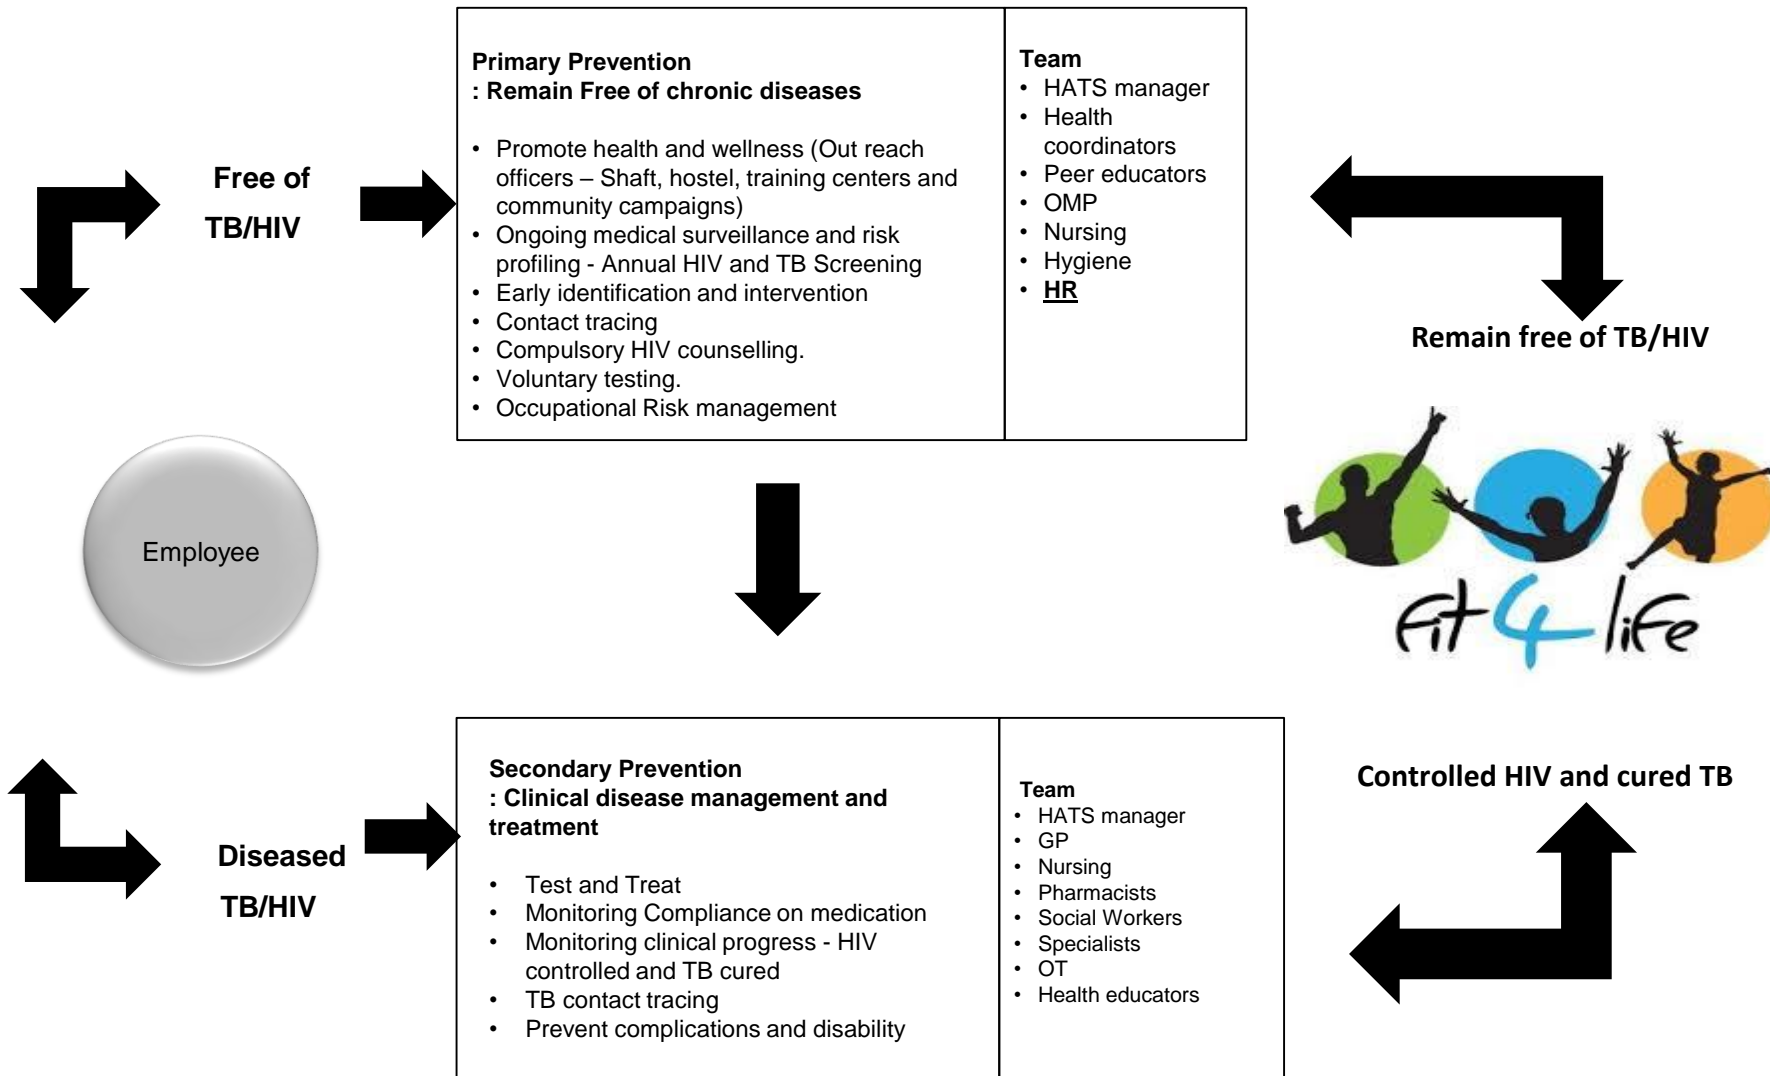 Primary Prevention
: Remain Free of chronic diseases
• Promote health and wellness (Out reach
officers – Shaft, hostel, training centers and
community campaigns)
• Ongoing medical surveillance and risk
profiling - Annual HIV and TB Screening
• Early identification and intervention
• Contact tracing
• Compulsory HIV counselling.
• Voluntary testing.
• Occupational Risk management
Team
• HATS manager
• Health
coordinators
• Peer educators
• OMP
• Nursing
• Hygiene
• HR
Free of
TB/HIV
Remain free of TB/HIV
Employee
Fit 4 life
Diseased
TB/HIV
Secondary Prevention
: Clinical disease management and
treatment
• Test and Treat
• Monitoring Compliance on medication
• Monitoring clinical progress - HIV
controlled and TB cured
• TB contact tracing
• Prevent complications and disability
Team
• HATS manager
• GP
• Nursing
• Pharmacists
• Social Workers
• Specialists
• OT
• Health educators
Controlled HIV and cured TB